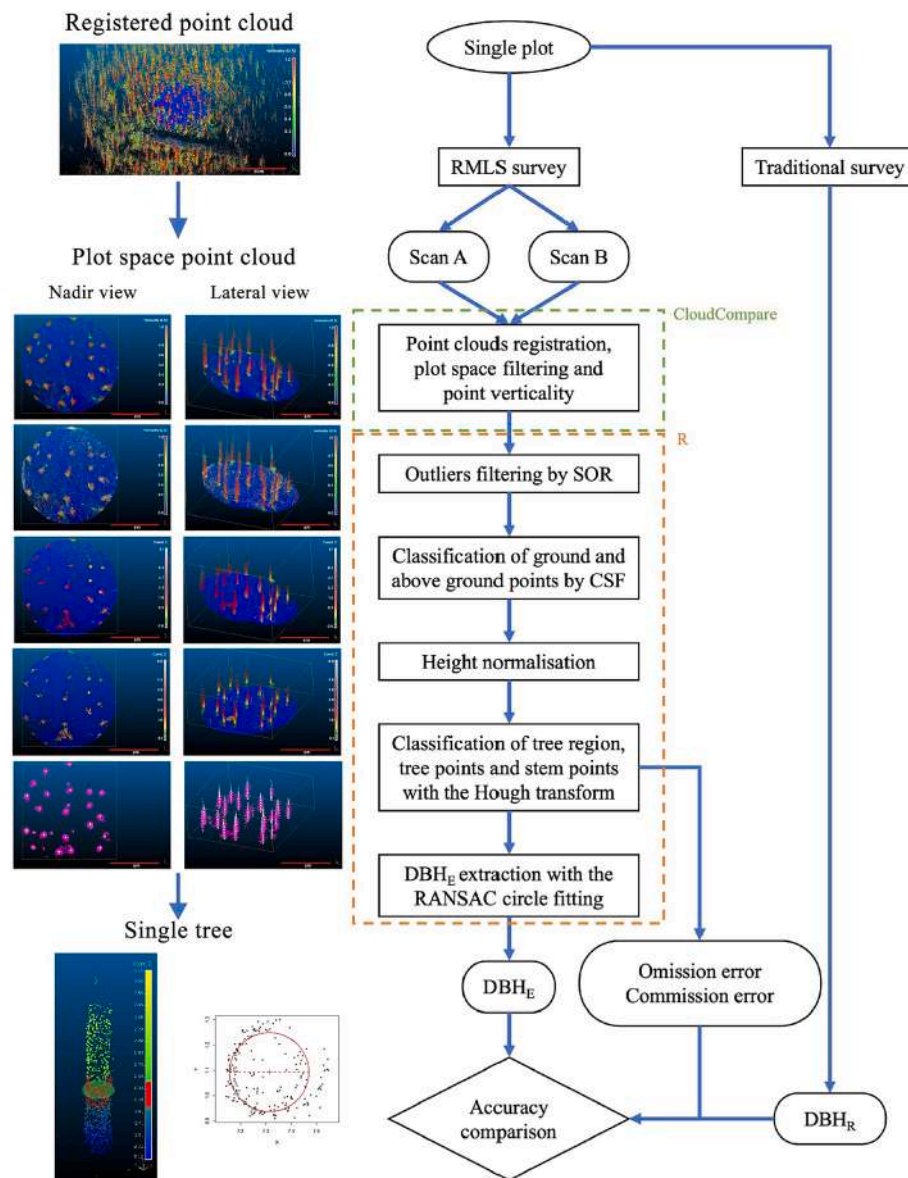 Registered point cloud
Plot space point cloud
Nadir view
Lateral view
Single tree
Single plot
RMLS survey
Traditional survey
Scan A
Scan B
CloudCompare
Point clouds registration,
plot space filtering and
point verticality
R
Outliers filtering by SOR
Classification of ground and
above ground points by CSF
Height normalisation
Classification of tree region,
tree points and stem points
with the Hough transform
DBHE extraction with the
RANSAC circle fitting
DBHE
Omission error
Commission error
Accuracy
comparison
DBHR